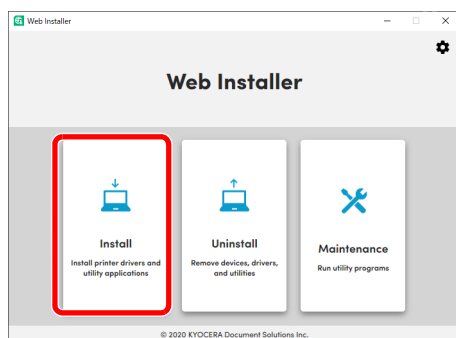 Web Installer
Web Installer
Install
Install printer drivers and
utility applications
Uninstall
Remove devices, drivers,
and utilities
Maintenance
Run utility programs
© 2020 KYOCERA Document Solutions Inc.